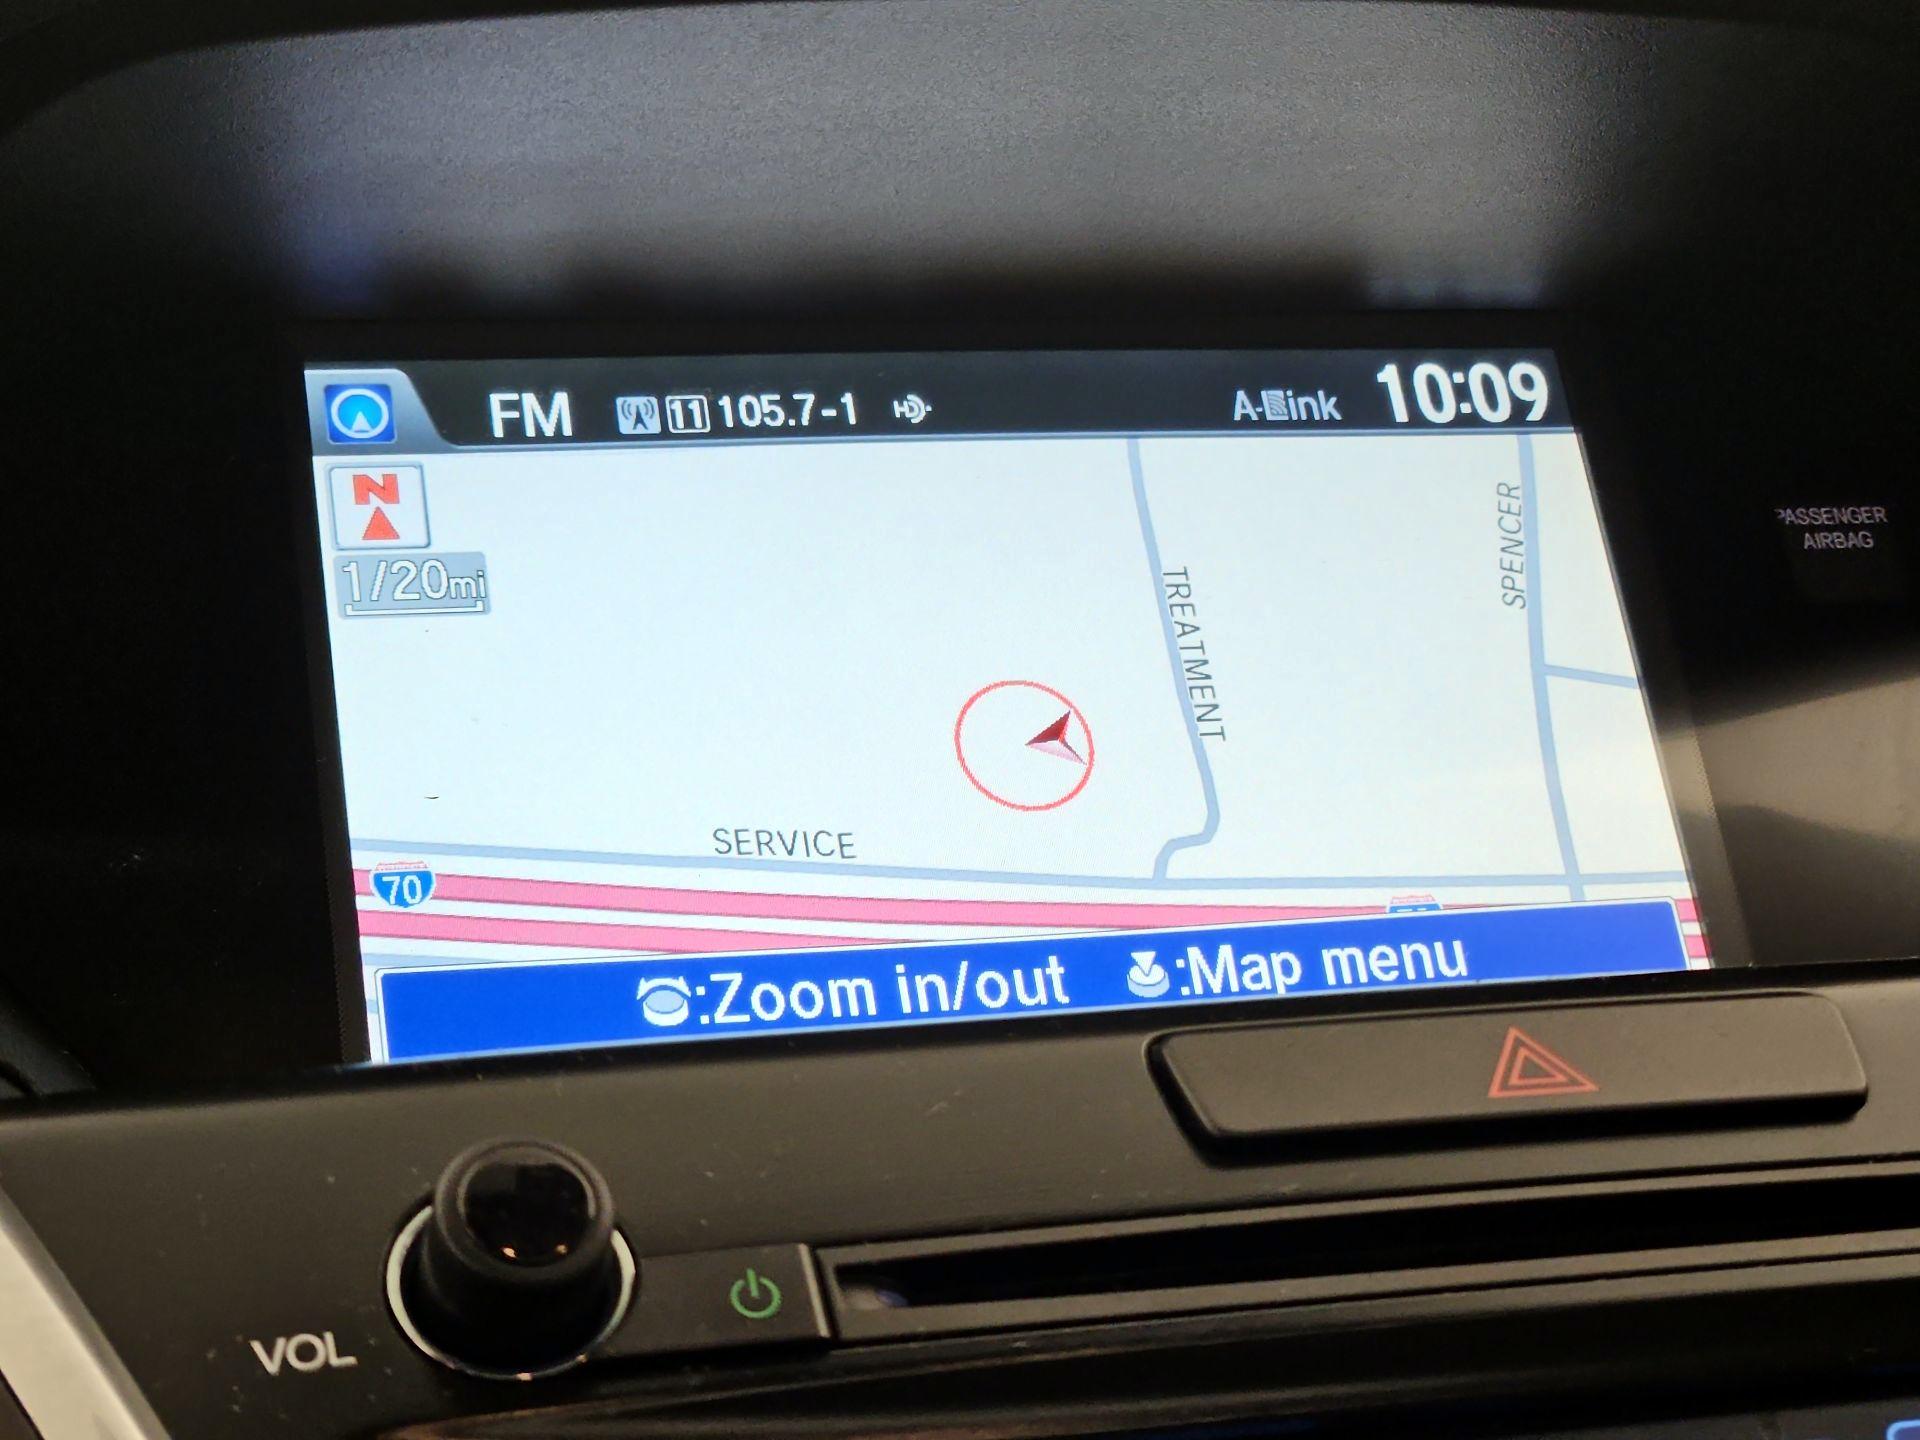 FM 11 105.7-1 HD A-Link 10:09
N
1/20mi
SPENCER
TREATMENT
SERVICE
70
:Zoom in/out :Map menu
PASSENGER
AIRBAG
VOL